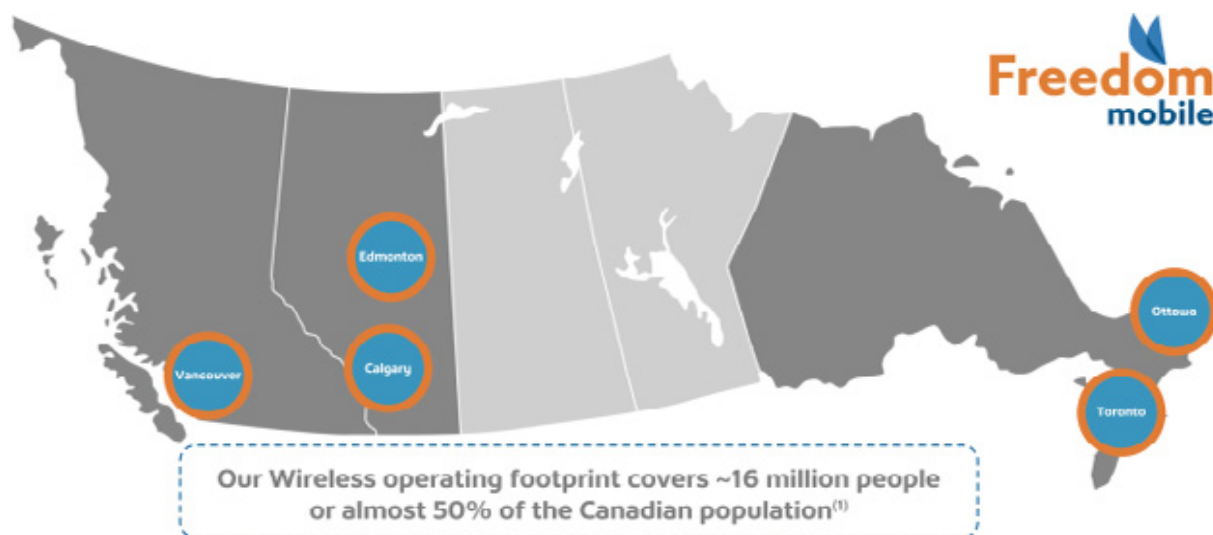 Freedom
mobile
Edmonton
Ottawa
Calgary
Vancouver
Toronto
Our Wireless operating footprint covers ~16 million people
or almost 50% of the Canadian population(1)